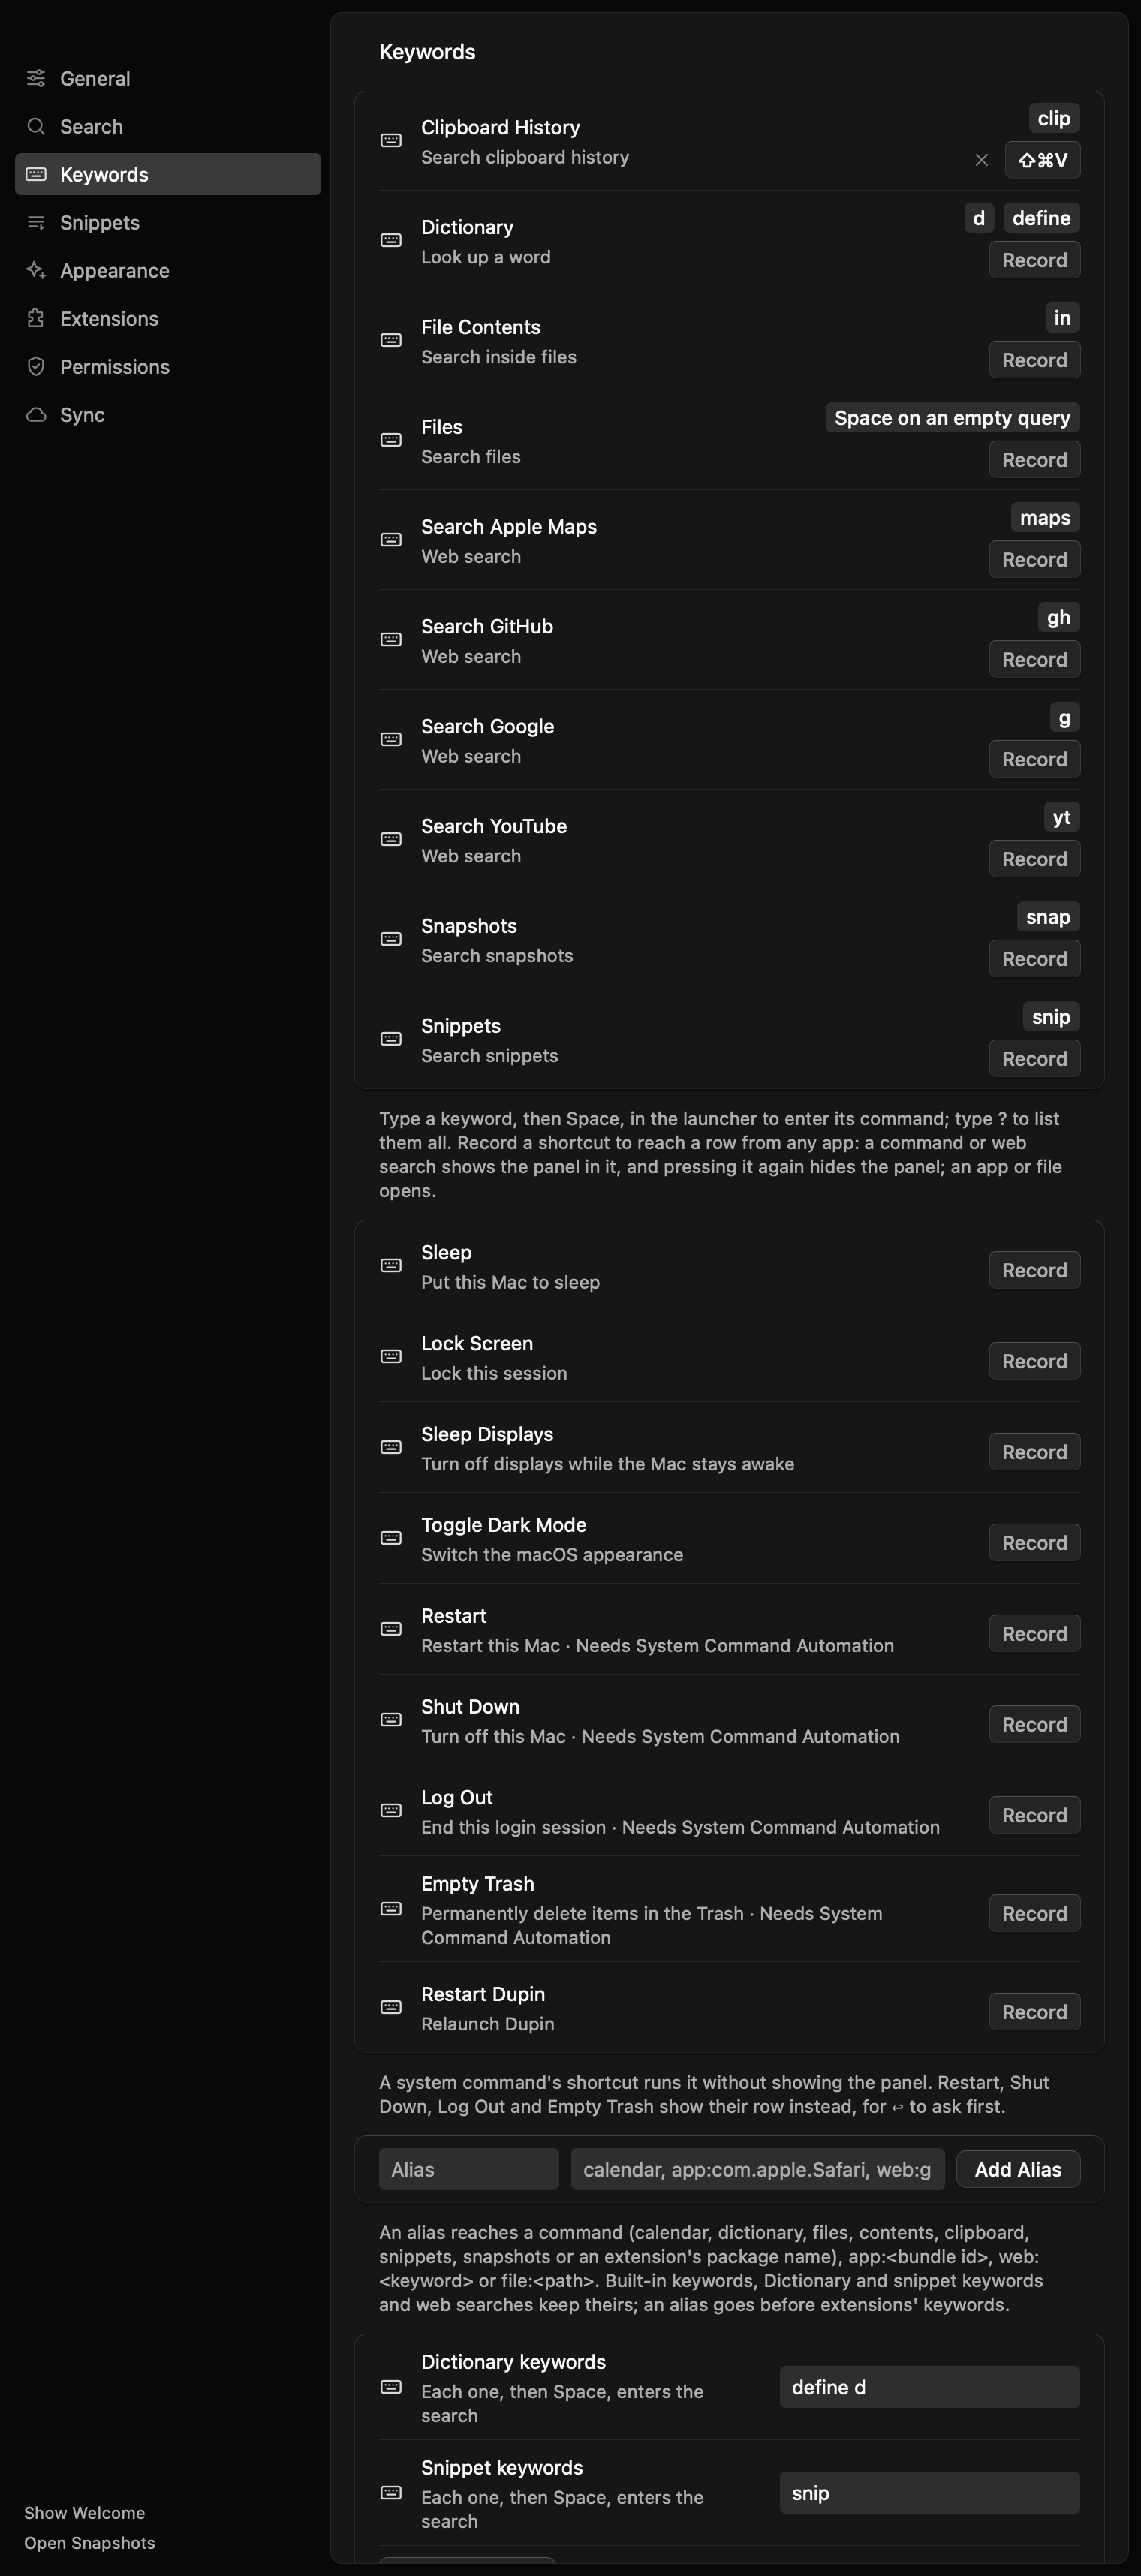 General
Search
Keywords
Snippets
Appearance
Extensions
Permissions
Sync
Show Welcome
Open Snapshots
Keywords
Clipboard History
Search clipboard history
clip
⇧⌘V
Dictionary
Look up a word
d define
Record
File Contents
Search inside files
in
Record
Files
Search files
Space on an empty query
Record
Search Apple Maps
Web search
maps
Record
Search GitHub
Web search
gh
Record
Search Google
Web search
g
Record
Search YouTube
Web search
yt
Record
Snapshots
Search snapshots
snap
Record
Snippets
Search snippets
snip
Record
Type a keyword, then Space, in the launcher to enter its command; type ? to list
them all. Record a shortcut to reach a row from any app: a command or web
search shows the panel in it, and pressing it again hides the panel; an app or file
opens.
Sleep
Put this Mac to sleep
Record
Lock Screen
Lock this session
Record
Sleep Displays
Turn off displays while the Mac stays awake
Record
Toggle Dark Mode
Switch the macOS appearance
Record
Restart
Restart this Mac · Needs System Command Automation
Record
Shut Down
Turn off this Mac · Needs System Command Automation
Record
Log Out
End this login session · Needs System Command Automation
Record
Empty Trash
Permanently delete items in the Trash · Needs System
Command Automation
Record
Restart Dupin
Relaunch Dupin
Record
A system command's shortcut runs it without showing the panel. Restart, Shut
Down, Log Out and Empty Trash show their row instead, for ↩ to ask first.
Alias
calendar, app:com.apple.Safari, web:g
Add Alias
An alias reaches a command (calendar, dictionary, files, contents, clipboard,
snippets, snapshots or an extension's package name), app:<bundle id>, web:
<keyword> or file:<path>. Built-in keywords, Dictionary and snippet keywords
and web searches keep theirs; an alias goes before extensions' keywords.
Dictionary keywords
Each one, then Space, enters the
search
define d
Snippet keywords
Each one, then Space, enters the
search
snip